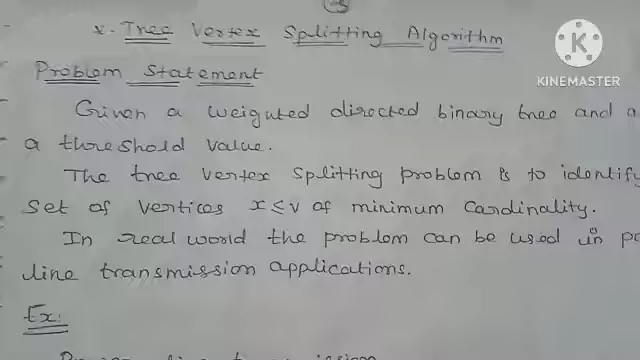 x. Tree Vertex Splitting Algorithm
KINEMASTER
Problem Statement
Given a weiguted directed binary tree and a
a threshold value.
The tree vertex splitting problem is to identify
set of vertices x ≤ v of minimum cardinality.
In real world the problem can be used in po
line transmission applications.
Ex: